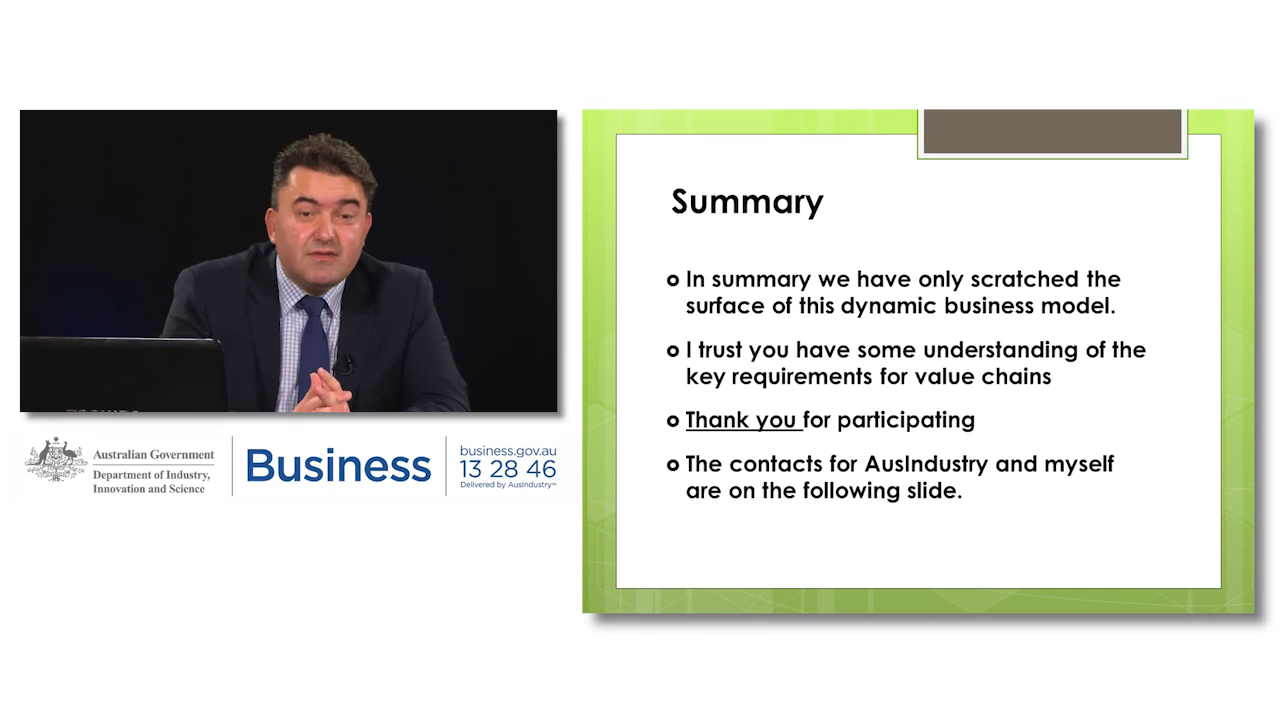 Australian Government
Department of Industry,
Innovation and Science
Business
business.gov.au
13 28 46
Delivered by AusIndustry™
Summary
In summary we have only scratched the
surface of this dynamic business model.
I trust you have some understanding of the
key requirements for value chains
Thank you for participating
The contacts for AusIndustry and myself
are on the following slide.